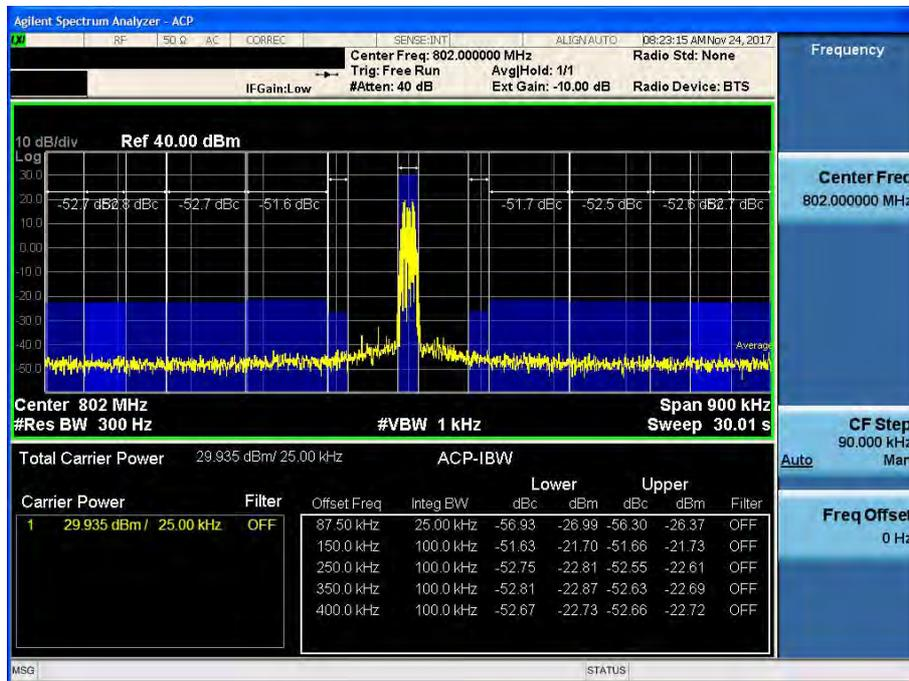 Agilent Spectrum Analyzer - ACP
RF 50 Ω AC CORREC SENSE:INT ALIGN AUTO 08:23:15 AM Nov 24, 2017
Center Freq: 802.000000 MHz Radio Std: None
Trig: Free Run Avg|Hold: 1/1
IFGain:Low #Atten: 40 dB Ext Gain: -10.00 dB Radio Device: BTS
10 dB/div Ref 40.00 dBm
Log
30.0
20.0
-52.7 dBc -52.8 dBc -52.7 dBc -51.6 dBc -51.7 dBc -52.5 dBc -52.6 dBc -52.7 dBc
10.0
0.00
-10.0
-20.0
-30.0
-40.0
Average
-50.0
Center 802 MHz Span 900 kHz
#Res BW 300 Hz #VBW 1 kHz Sweep 30.01 s
Total Carrier Power 29.935 dBm/ 25.00 kHz ACP-IBW
Lower Upper
Carrier Power Filter Offset Freq Integ BW dBc dBm dBc dBm Filter
1 29.935 dBm / 25.00 kHz OFF 87.50 kHz 25.00 kHz -56.93 -26.99 -56.30 -26.37 OFF
150.0 kHz 100.0 kHz -51.63 -21.70 -51.66 -21.73 OFF
250.0 kHz 100.0 kHz -52.75 -22.81 -52.55 -22.61 OFF
350.0 kHz 100.0 kHz -52.81 -22.87 -52.63 -22.69 OFF
400.0 kHz 100.0 kHz -52.67 -22.73 -52.66 -22.72 OFF
MSG STATUS
Frequency
Center Freq
802.000000 MHz
CF Step
90.000 kHz
Auto Man
Freq Offset
0 Hz